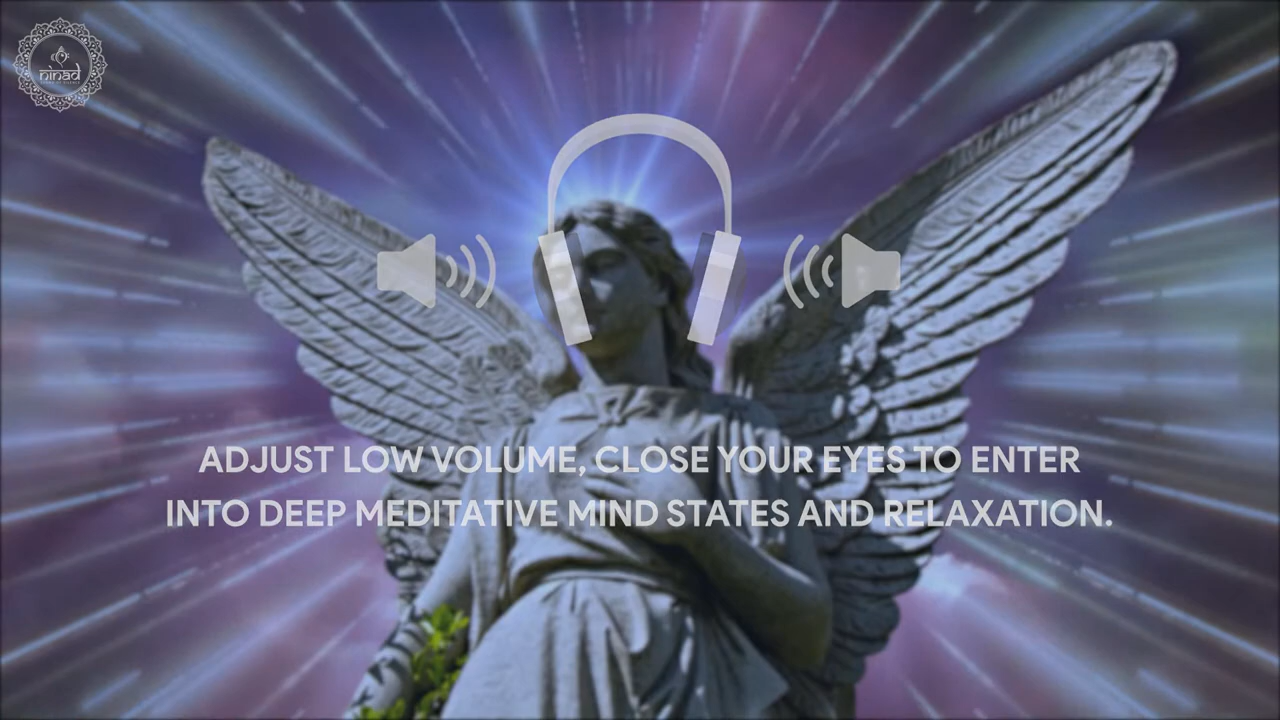 ninad
ADJUST LOW VOLUME, CLOSE YOUR EYES TO ENTER
INTO DEEP MEDITATIVE MIND STATES AND RELAXATION.